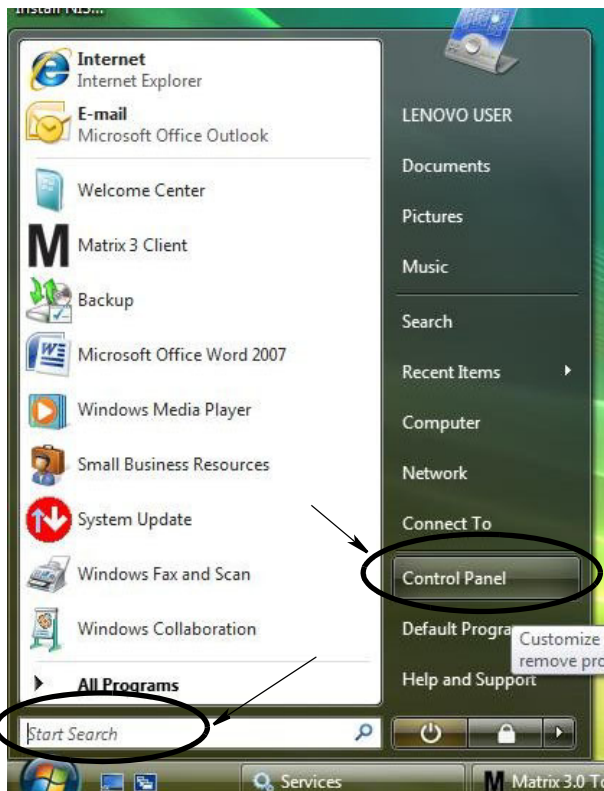 Install NIS...
Internet
Internet Explorer
E-mail
Microsoft Office Outlook
Welcome Center
Matrix 3 Client
Backup
Microsoft Office Word 2007
Windows Media Player
Small Business Resources
System Update
Windows Fax and Scan
Windows Collaboration
All Programs
Start Search
LENOVO USER
Documents
Pictures
Music
Search
Recent Items
Computer
Network
Connect To
Control Panel
Default Progra
Customize
remove pro
Help and Support
Services
M Matrix 3.0 To